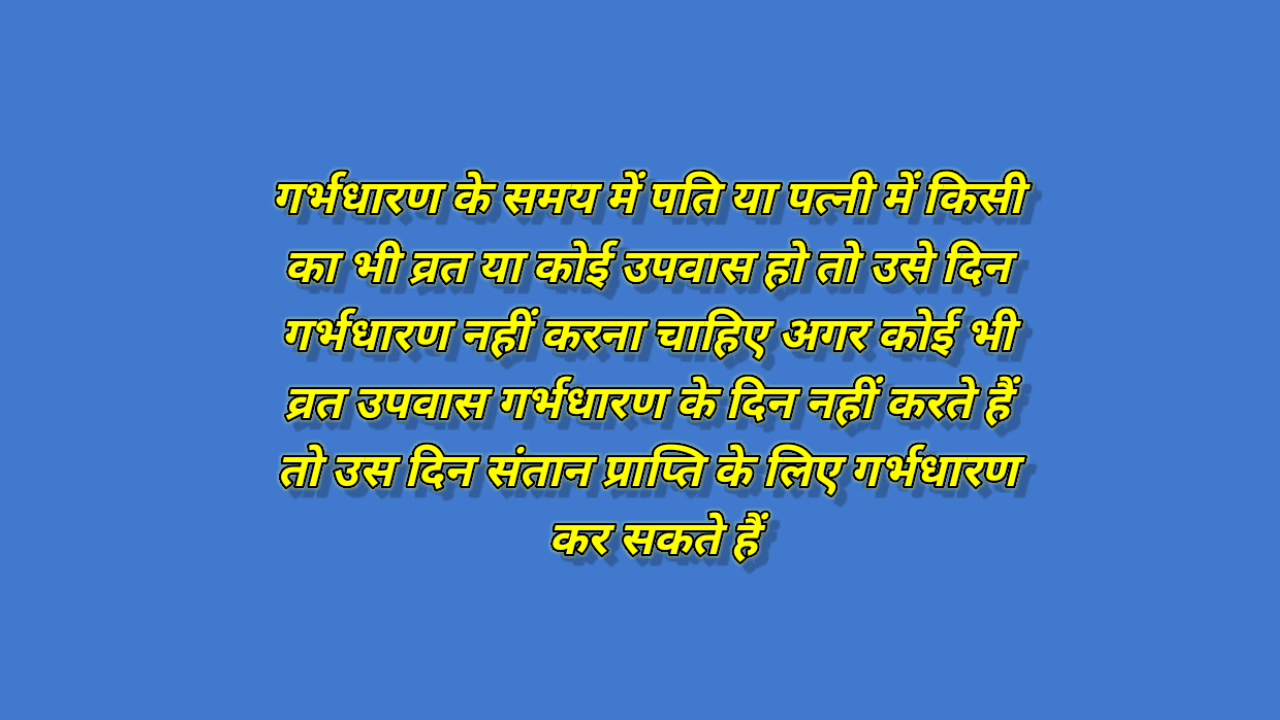 गर्भधारण के समय में पति या पत्नी में किसी
का भी व्रत या कोई उपवास हो तो उसे दिन
गर्भधारण नहीं करना चाहिए अगर कोई भी
व्रत उपवास गर्भधारण के दिन नहीं करते हैं
तो उस दिन संतान प्राप्ति के लिए गर्भधारण
कर सकते हैं